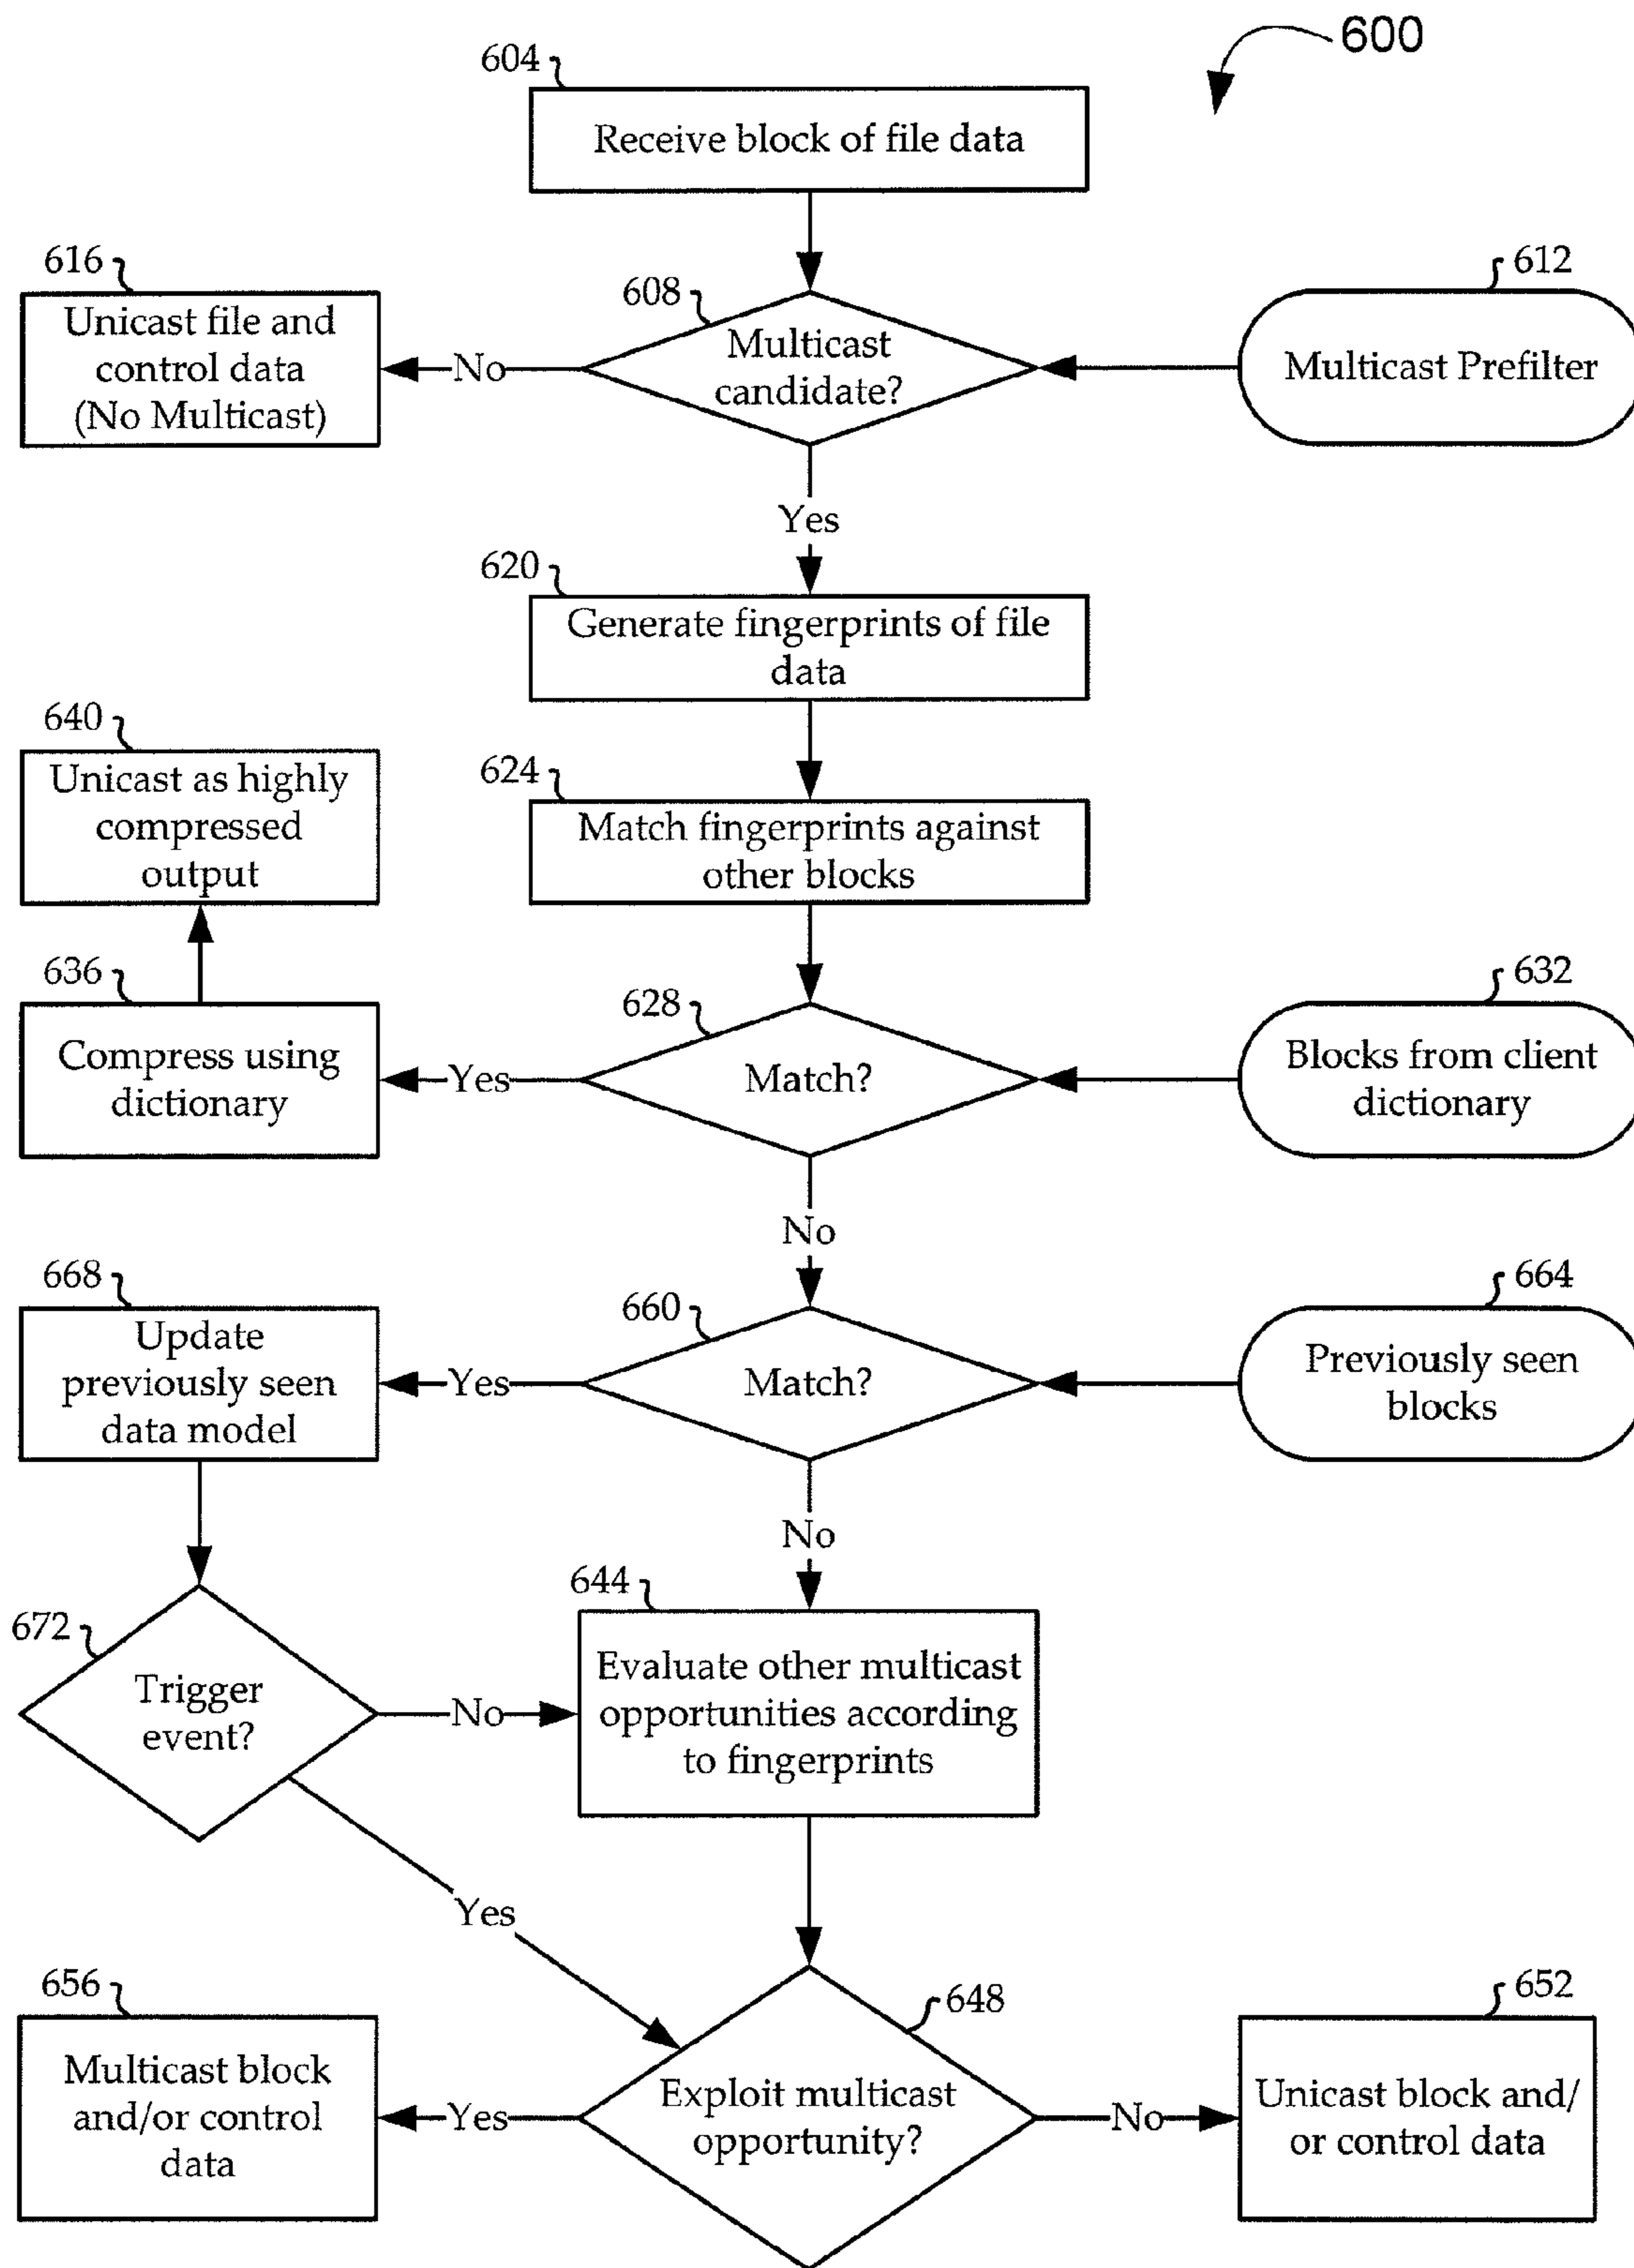 600
604
Receive block of file data
616
Unicast file and
control data
(No Multicast)
No
608
Multicast
candidate?
612
Multicast Prefilter
Yes
620
Generate fingerprints of file
data
640
Unicast as highly
compressed
output
624
Match fingerprints against
other blocks
636
Compress using
dictionary
Yes
628
Match?
632
Blocks from client
dictionary
No
668
Update
previously seen
data model
Yes
660
Match?
664
Previously seen
blocks
No
672
Trigger
event?
No
644
Evaluate other multicast
opportunities according
to fingerprints
Yes
656
Multicast block
and/or control
data
Yes
648
Exploit multicast
opportunity?
No
652
Unicast block and/
or control data